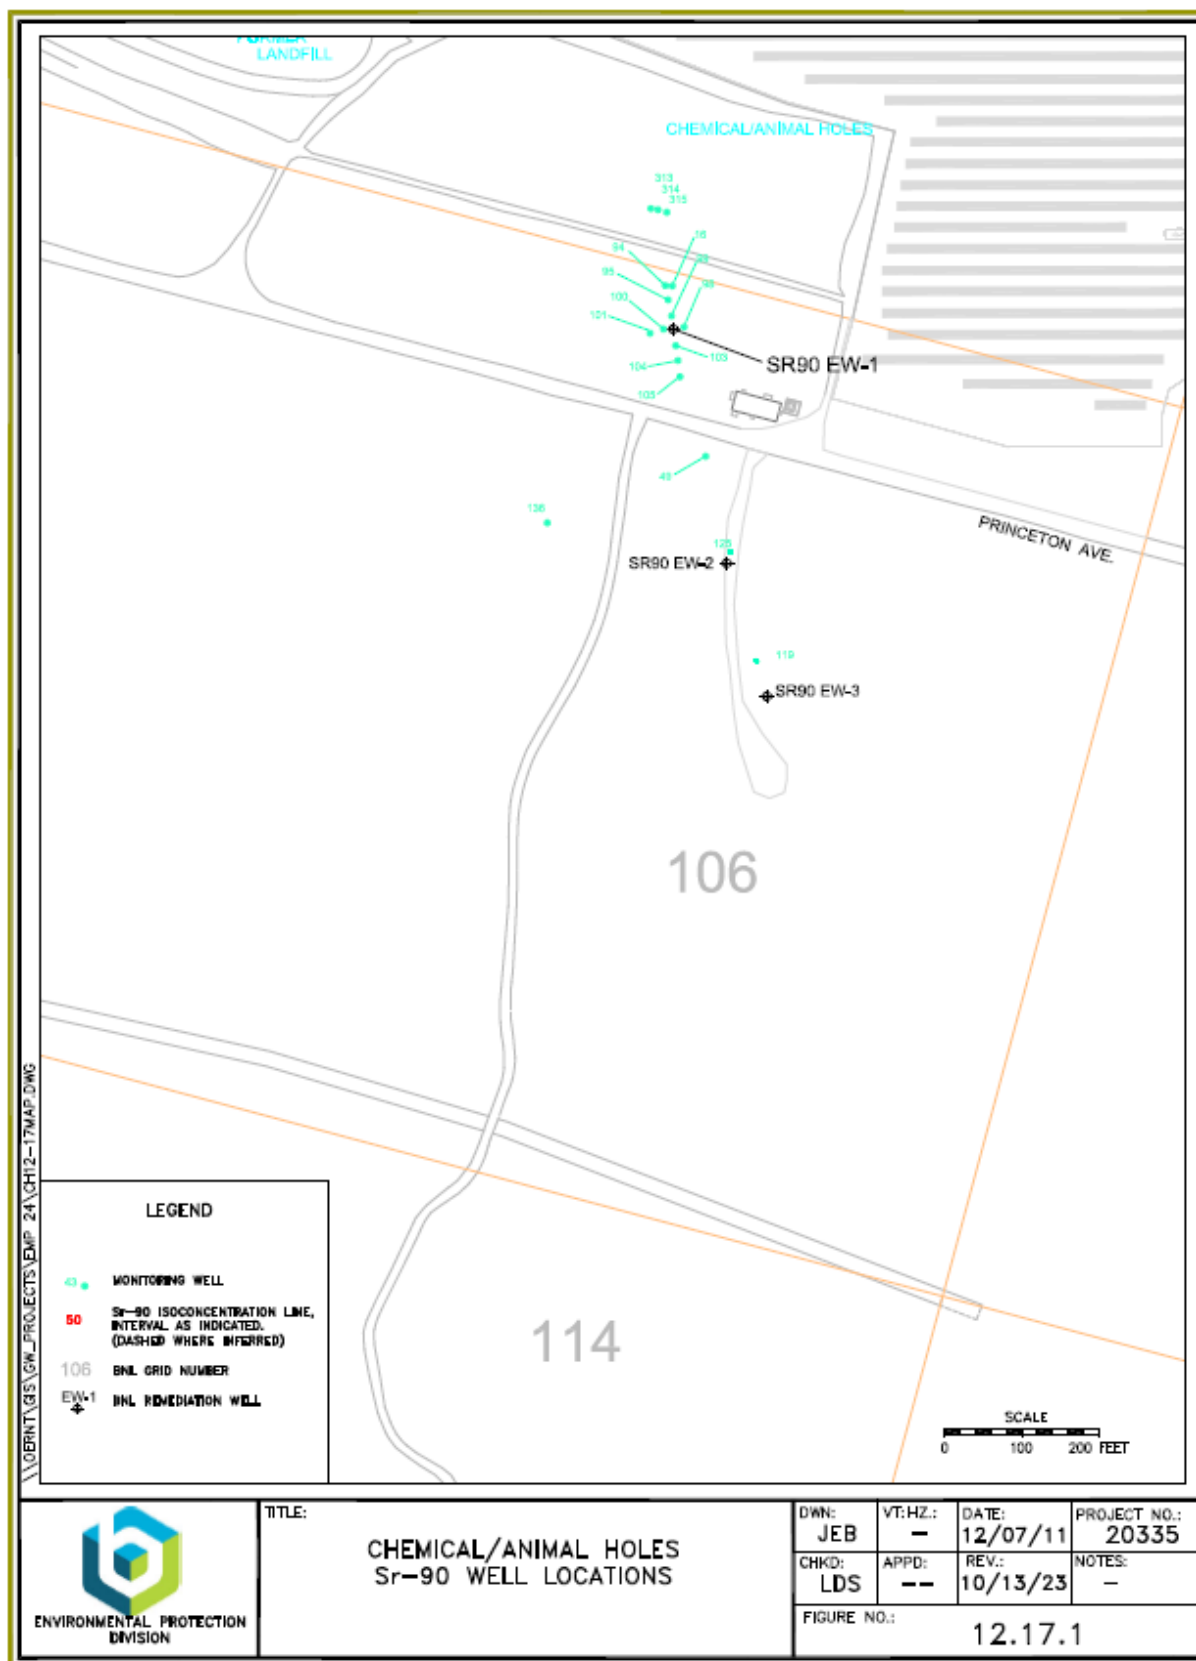 LANDFILL
CHEMICAL/ANIMAL HOLES
313
314
315
16
94
95
100
101
103
SR90 EW-1
104
105
49
136
PRINCETON AVE.
125
SR90 EW-2
119
SR90 EW-3
106
114
\\OERNT\GIS\GW_PROJECTS\EMP 24\CH12-17MAP.DWG
LEGEND
43 MONITORING WELL
50 Sr-90 ISOCONCENTRATION LINE,
INTERVAL AS INDICATED.
(DASHED WHERE INFERRED)
106 BNL GRID NUMBER
EW-1 BNL REMEDIATION WELL
SCALE
0 100 200 FEET
ENVIRONMENTAL PROTECTION
DIVISION
TITLE:
CHEMICAL/ANIMAL HOLES
Sr-90 WELL LOCATIONS
DWN: JEB
VT:HZ.: -
DATE: 12/07/11
PROJECT NO.: 20335
CHKD: LDS
APPD: --
REV.: 10/13/23
NOTES: -
FIGURE NO.: 12.17.1